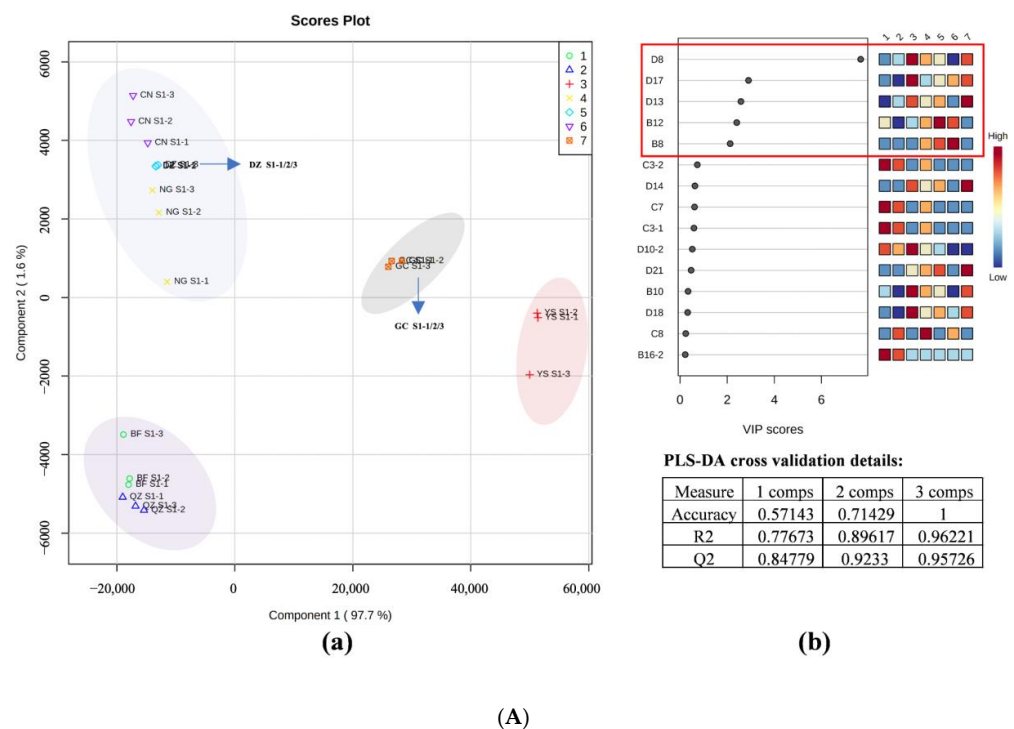 Scores Plot
Component 2 ( 1.6 %)
6000
4000
2000
0
−2000
−4000
−6000
CN S1-3
CN S1-2
CN S1-1
DZ S1-1/2/3
NG S1-3
NG S1-2
NG S1-1
GC S1-3
GC S1-1/2/3
YS S1-2
YS S1-1
YS S1-3
BF S1-3
BF S1-2
BF S1-1
QZ S1-1
QZ S1-3
QZ S1-2
1
2
3
4
5
6
7
−20,000 0 20,000 40,000 60,000
Component 1 ( 97.7 %)
(a)
1 2 3 4 5 6 7
D8
D17
D13
B12
B8
C3-2
D14
C7
C3-1
D10-2
D21
B10
D18
C8
B16-2
0 2 4 6
VIP scores
High
Low
PLS-DA cross validation details:
Measure 1 comps 2 comps 3 comps
Accuracy 0.57143 0.71429 1
R2 0.77673 0.89617 0.96221
Q2 0.84779 0.9233 0.95726
(b)
(A)